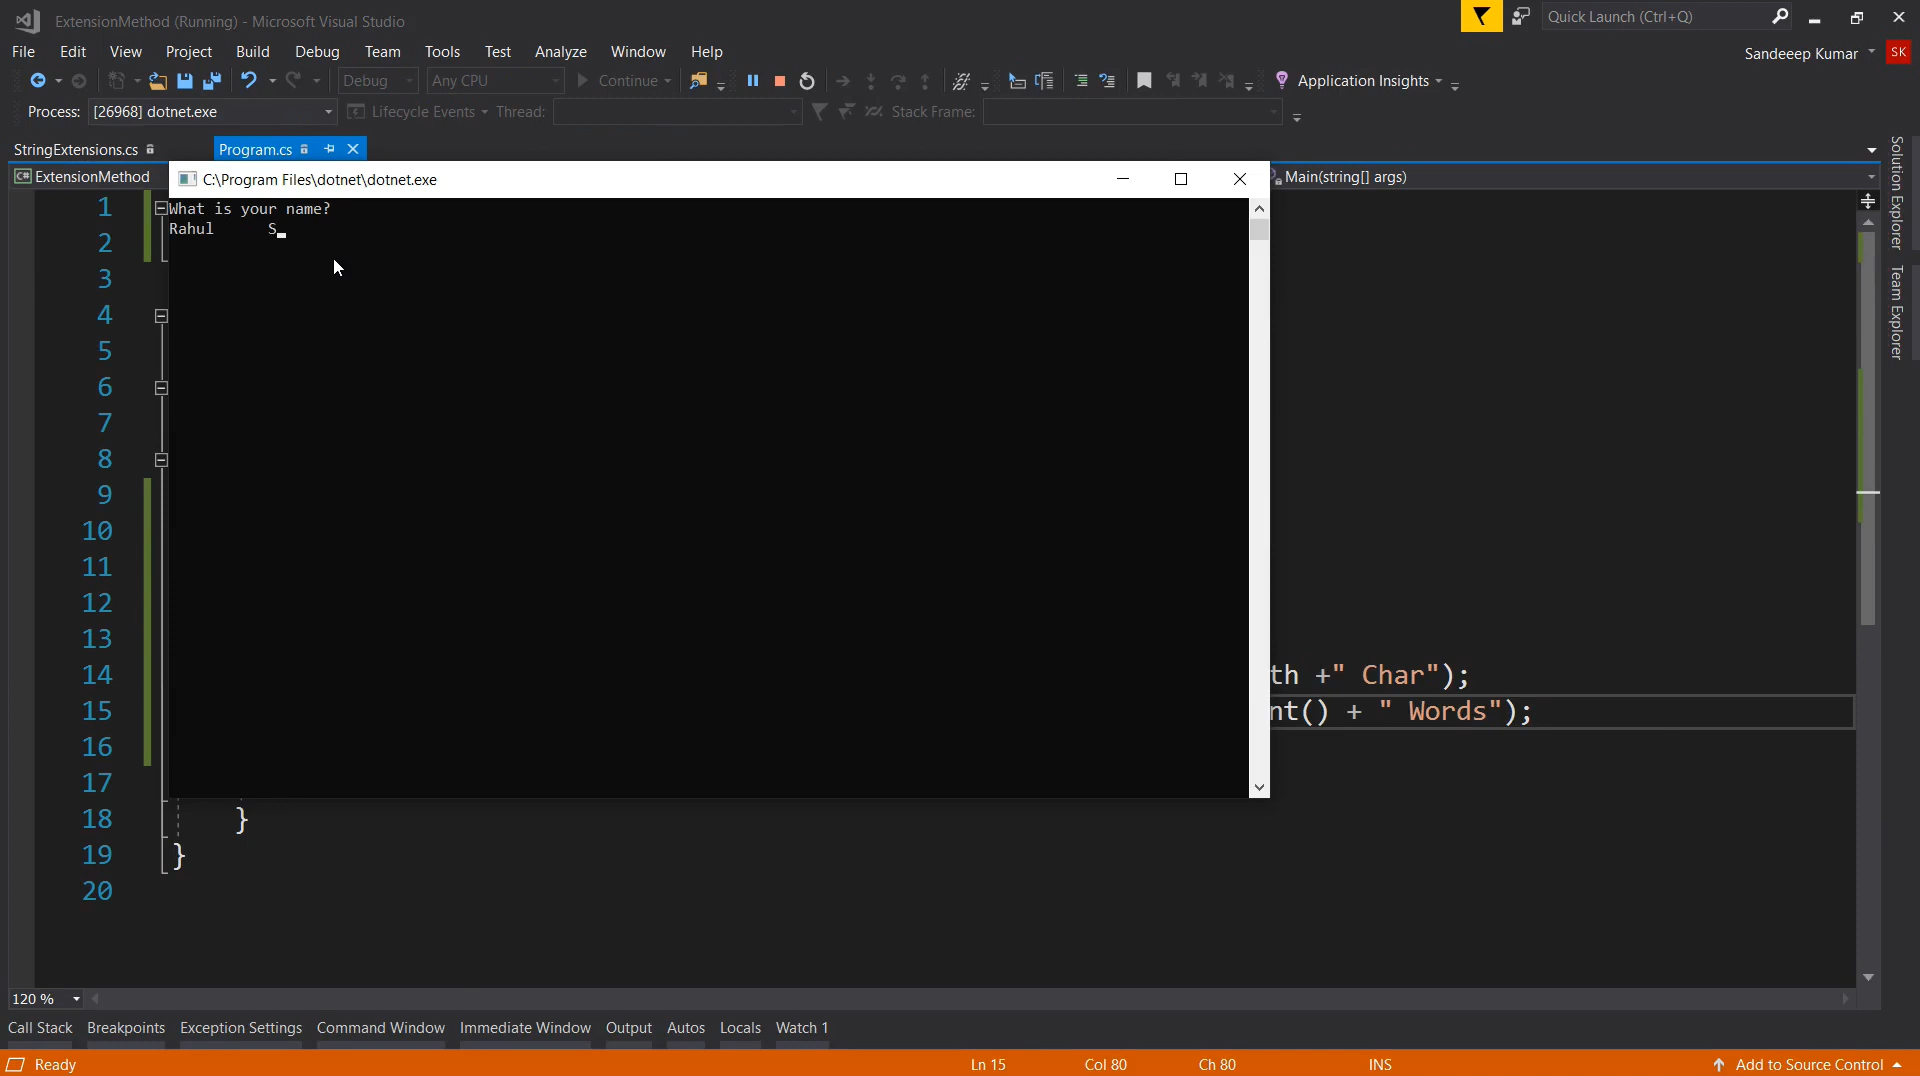 ExtensionMethod (Running) - Microsoft Visual Studio
Quick Launch (Ctrl+Q)
File Edit View Project Build Debug Team Tools Test Analyze Window Help
Sandeeep Kumar SK
Debug Any CPU Continue Application Insights
Process: [26968] dotnet.exe Lifecycle Events Thread: Stack Frame:
StringExtensions.cs Program.cs
ExtensionMethod
Main(string[] args)
C:\Program Files\dotnet\dotnet.exe
What is your name?
Rahul      S
Solution Explorer
Team Explorer
1
2
3
4
5
6
7
8
9
10
11
12
13
14 th +" Char");
15 nt() + " Words");
16
17
18 }
19 }
20
120 %
Call Stack Breakpoints Exception Settings Command Window Immediate Window Output Autos Locals Watch 1
Ready Ln 15 Col 80 Ch 80 INS Add to Source Control